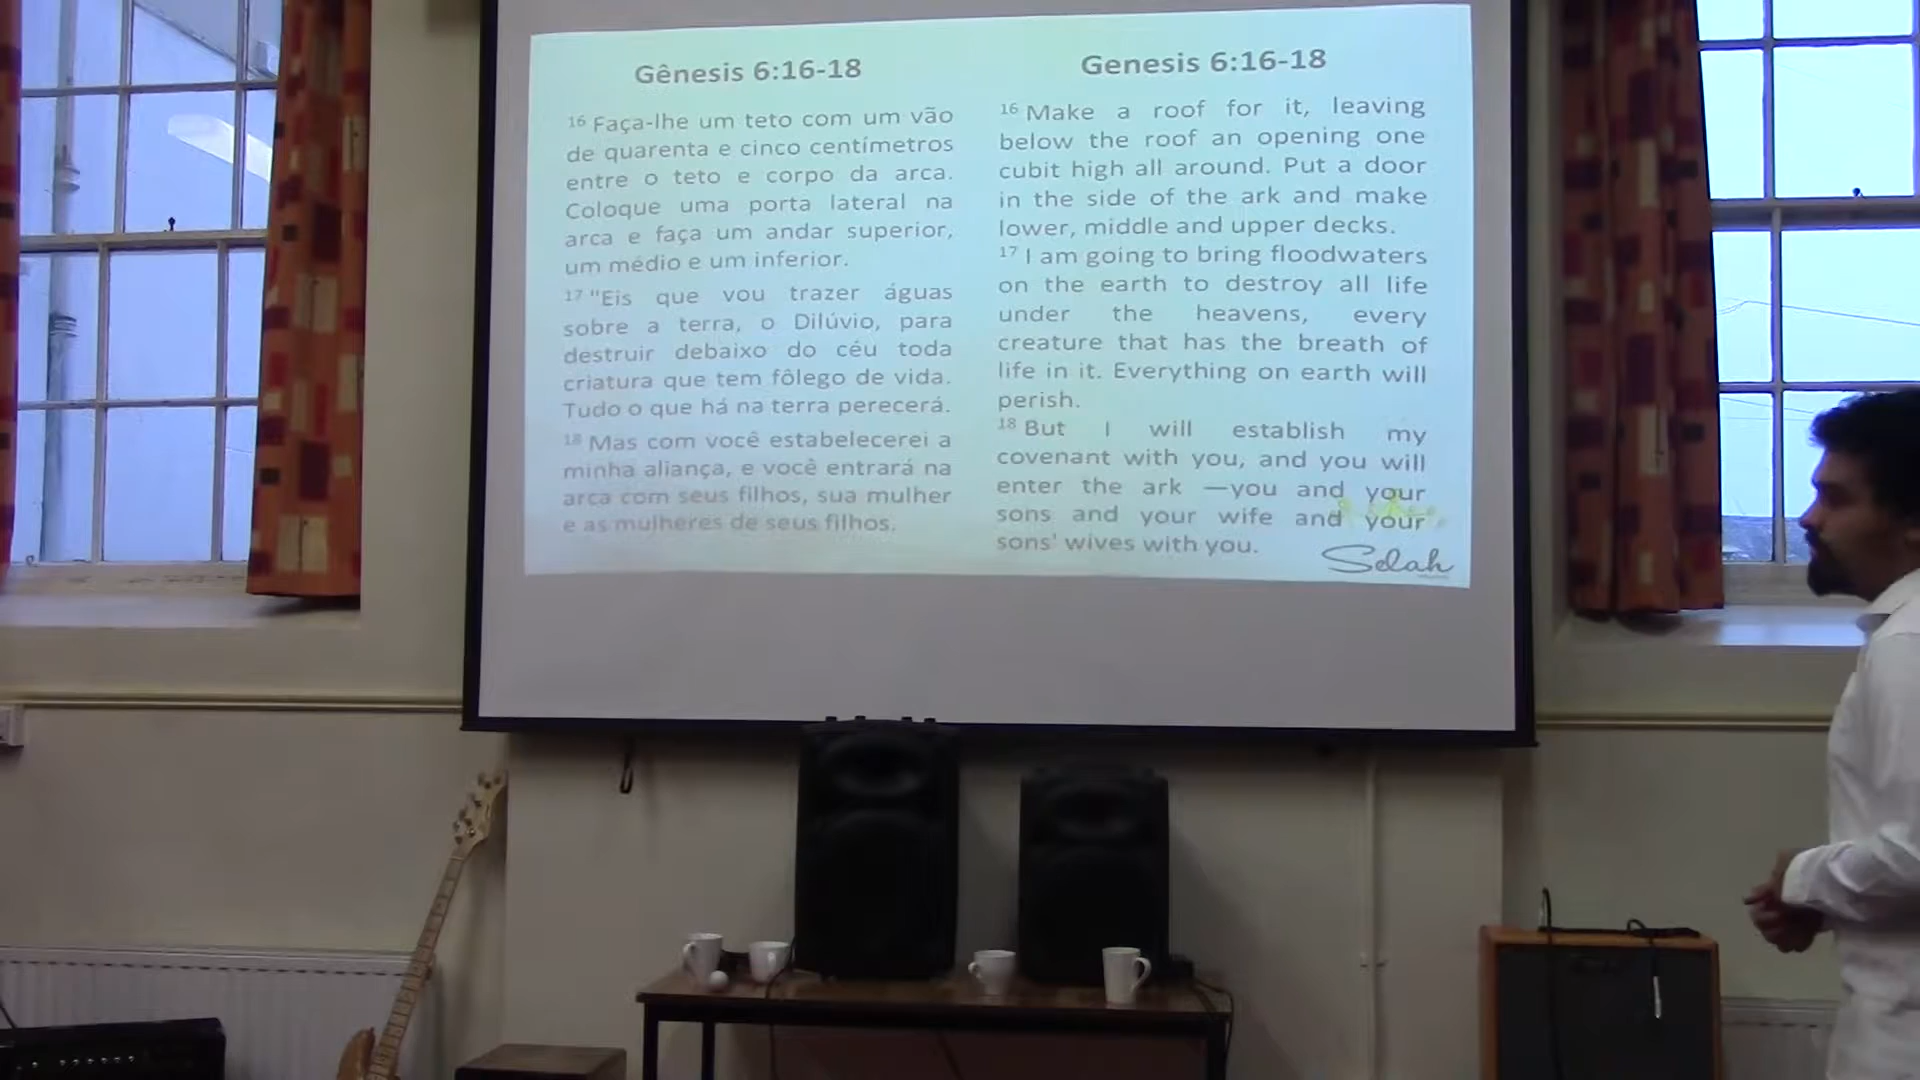 Gênesis 6:16-18
16 Faça-lhe um teto com um vão
de quarenta e cinco centímetros
entre o teto e corpo da arca.
Coloque uma porta lateral na
arca e faça um andar superior,
um médio e um inferior.
17 "Eis que vou trazer águas
sobre a terra, o Dilúvio, para
destruir debaixo do céu toda
criatura que tem fôlego de vida.
Tudo o que há na terra perecerá.
18 Mas com você estabelecerei a
minha aliança, e você entrará na
arca com seus filhos, sua mulher
e as mulheres de seus filhos.
Genesis 6:16-18
16 Make a roof for it, leaving
below the roof an opening one
cubit high all around. Put a door
in the side of the ark and make
lower, middle and upper decks.
17 I am going to bring floodwaters
on the earth to destroy all life
under the heavens, every
creature that has the breath of
life in it. Everything on earth will
perish.
18 But I will establish my
covenant with you, and you will
enter the ark —you and your
sons and your wife and your
sons' wives with you.
Selah